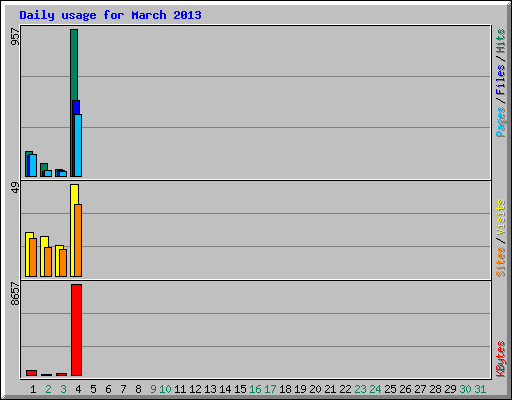 Daily usage for March 2013
957
49
8657
Pages / Files / Hits
Sites / Visits
KBytes
1 2 3 4 5 6 7 8 9 10 11 12 13 14 15 16 17 18 19 20 21 22 23 24 25 26 27 28 29 30 31